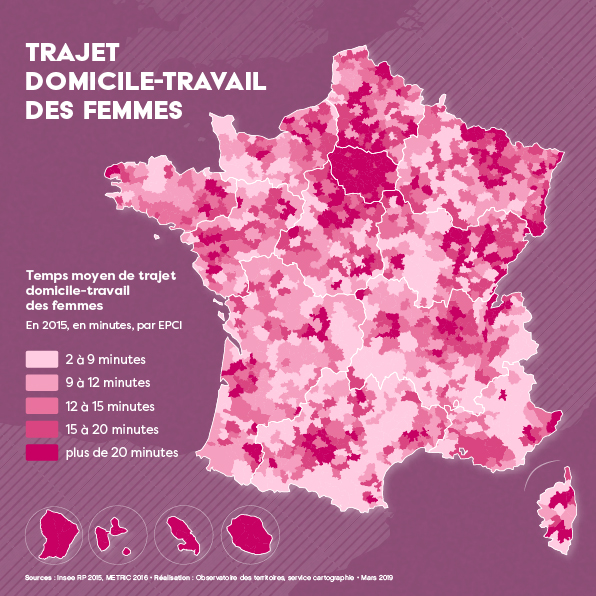 TRAJET
DOMICILE-TRAVAIL
DES FEMMES
Temps moyen de trajet
domicile-travail
des femmes
En 2015, en minutes, par EPCI
2 à 9 minutes
9 à 12 minutes
12 à 15 minutes
15 à 20 minutes
plus de 20 minutes
Sources : Insee RP 2015, METRIC 2016 • Réalisation : Observatoire des territoires, service cartographie • Mars 2019